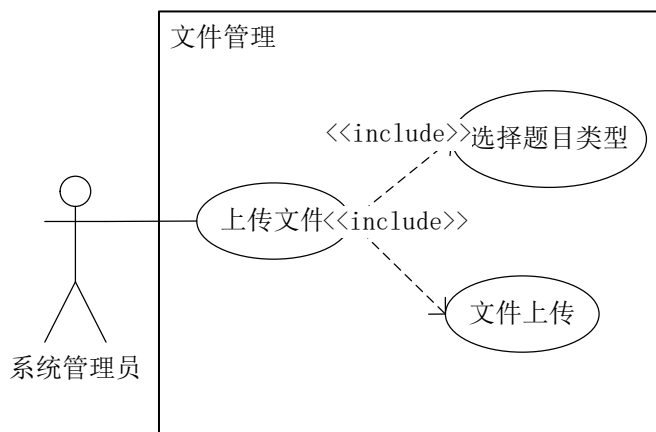 文件管理
<<include>>
选择题目类型
上传文件
<<include>>
文件上传
系统管理员